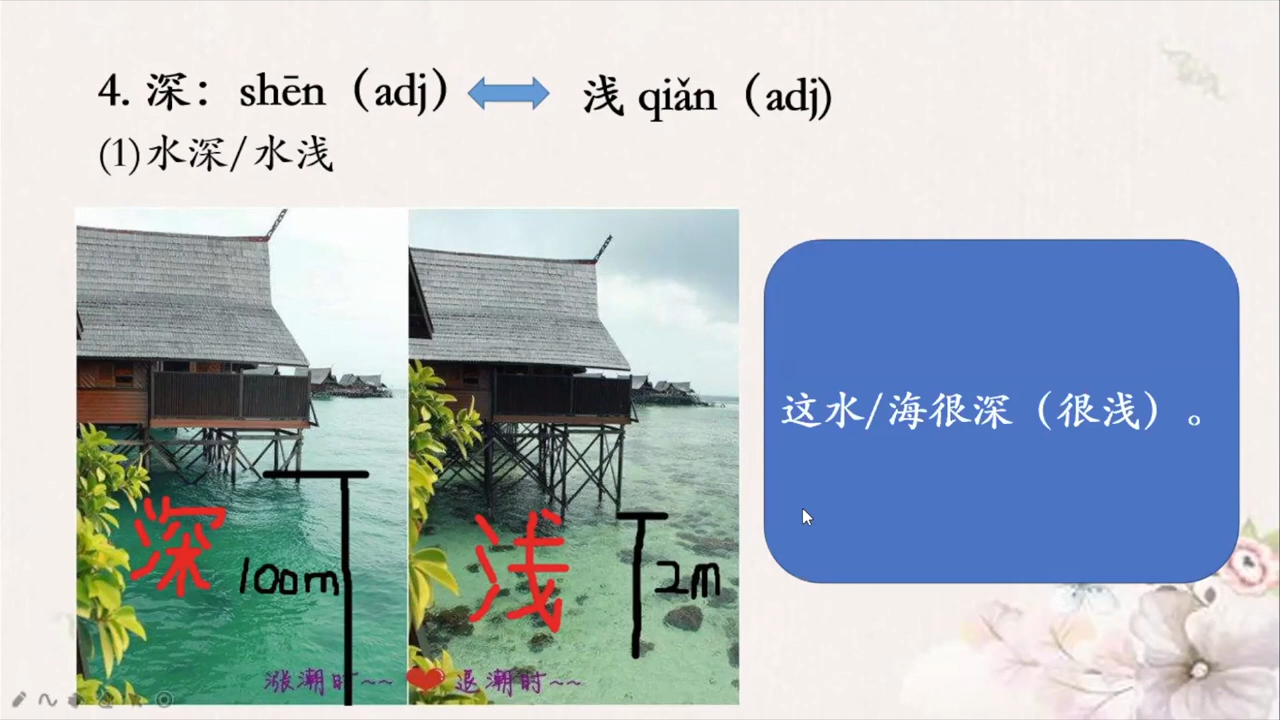 4. 深：shēn（adj） 浅 qiǎn（adj)
(1)水深/水浅
深
100m
浅
2m
涨潮时~~ 退潮时~~
这水/海很深（很浅）。